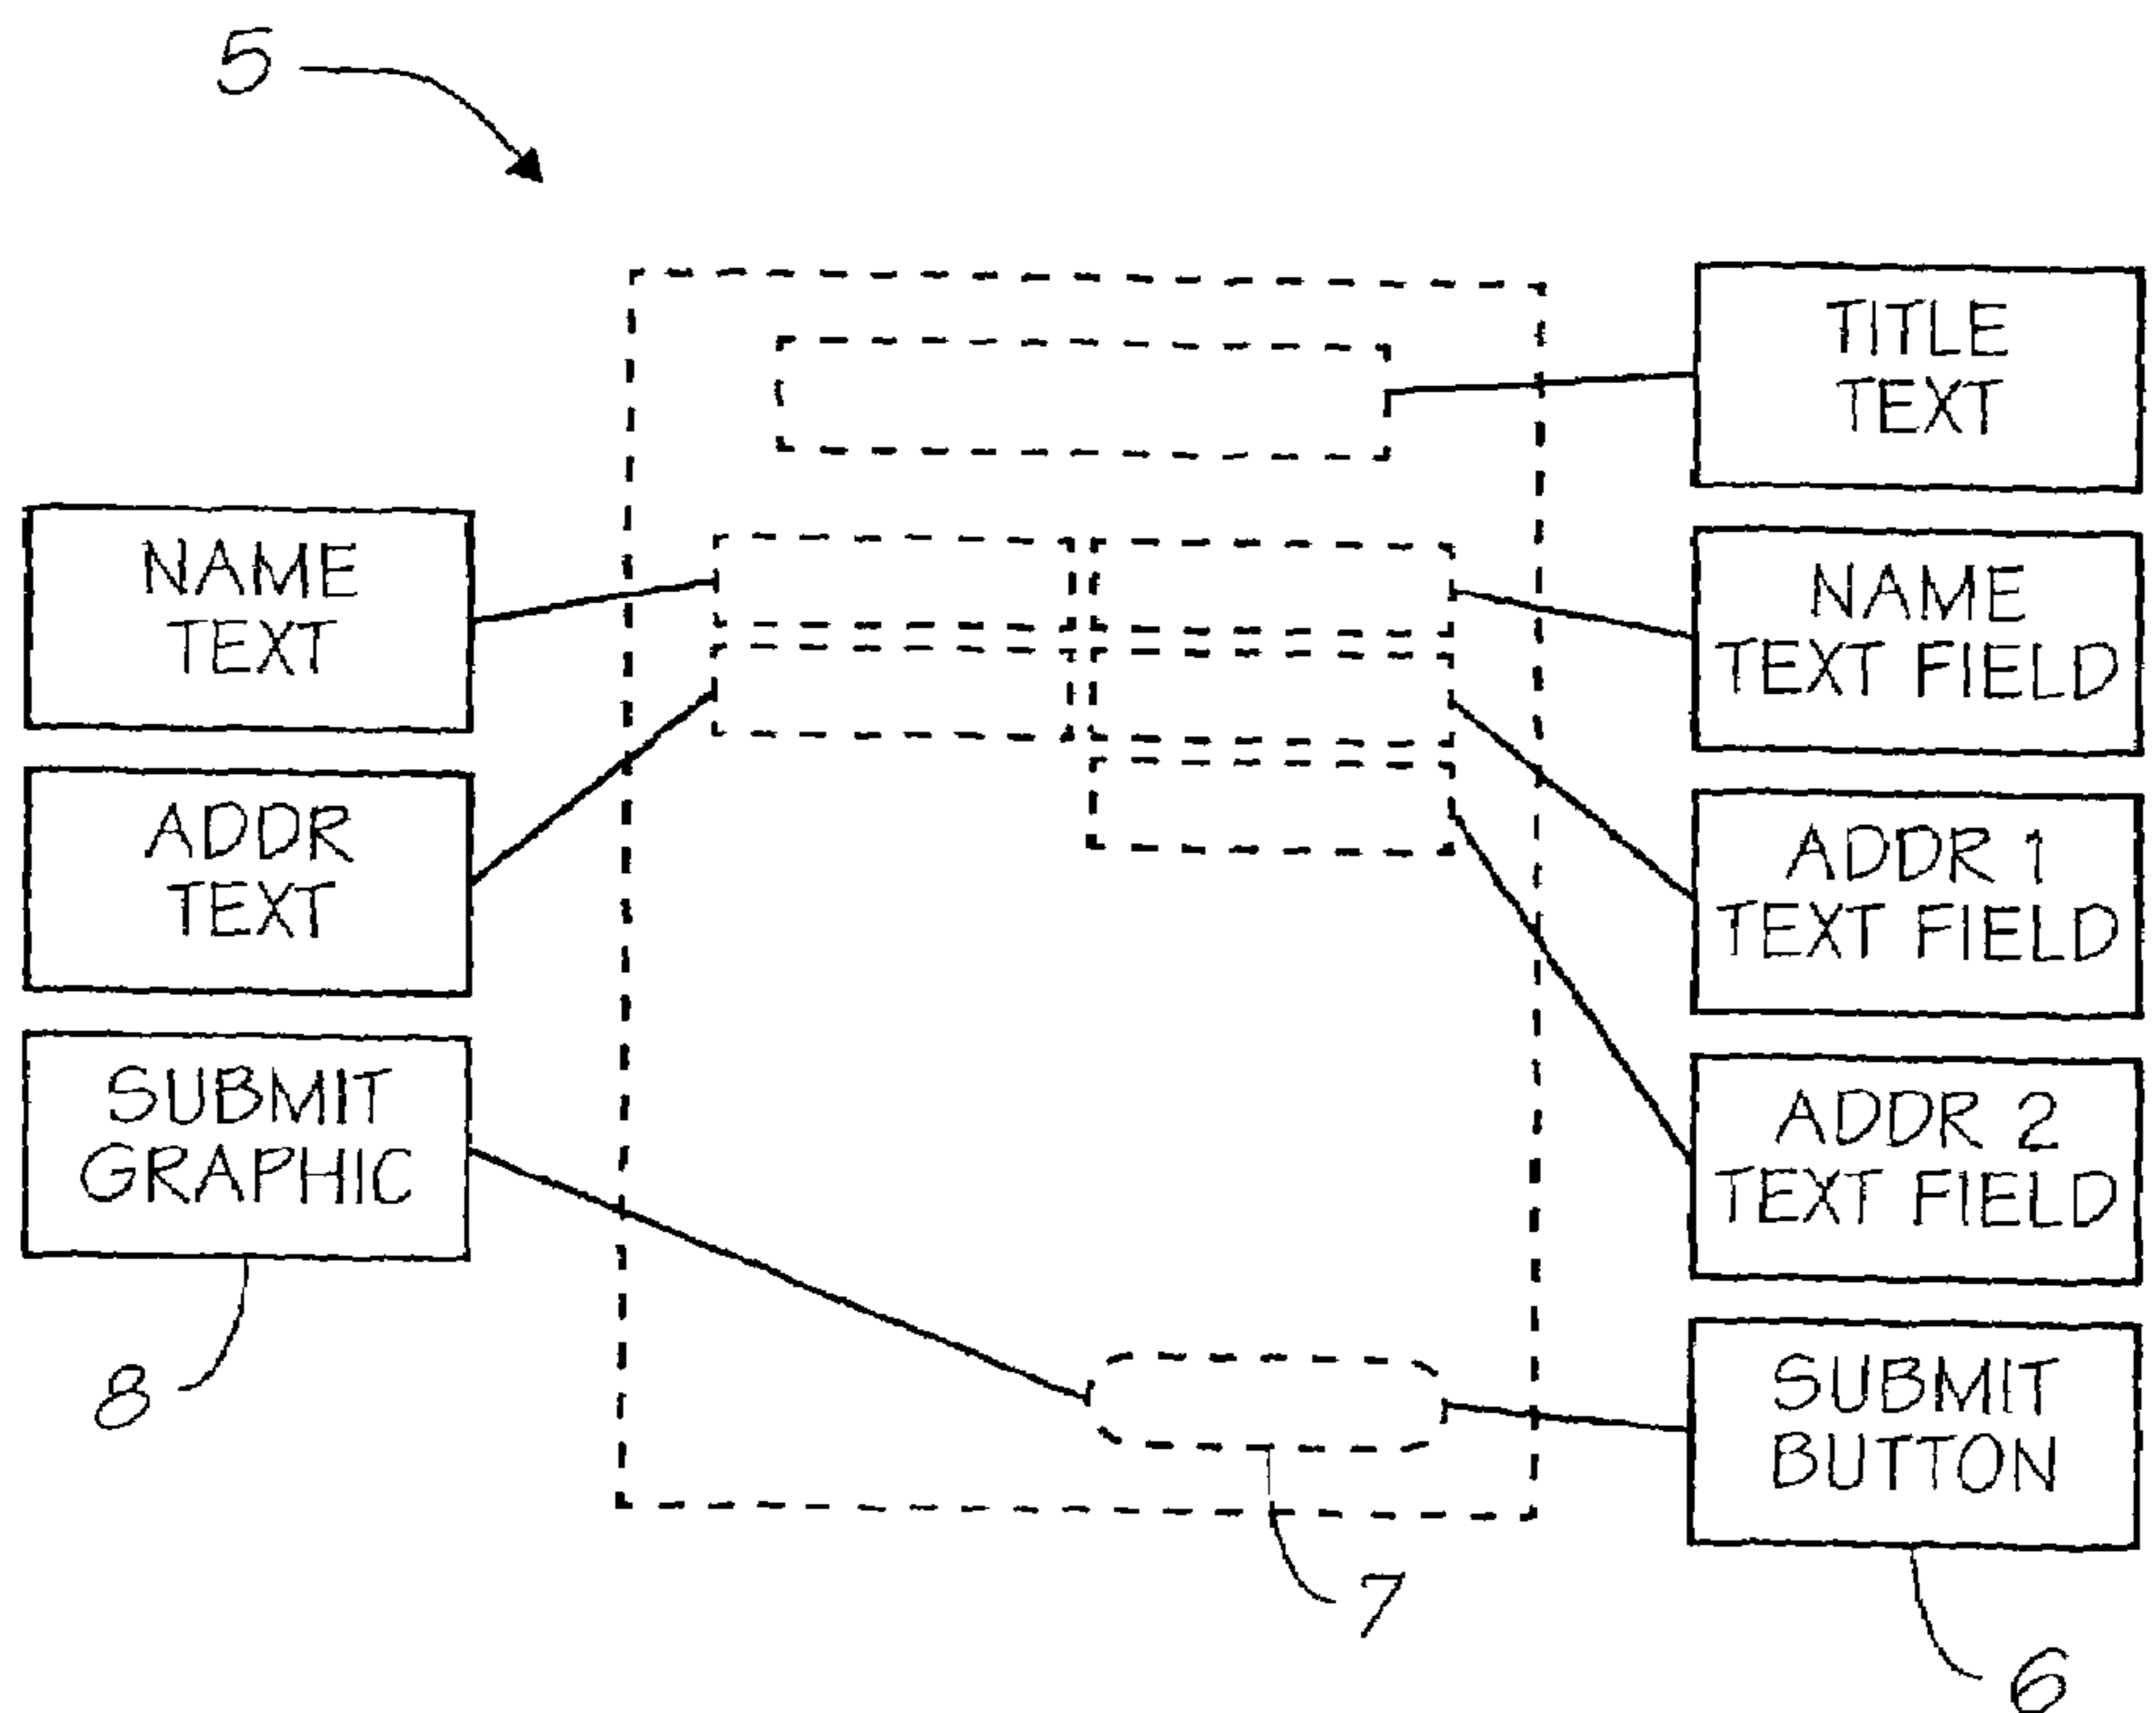 5
TITLE
TEXT
NAME
TEXT
NAME
TEXT FIELD
ADDR
TEXT
ADDR 1
TEXT FIELD
SUBMIT
GRAPHIC
ADDR 2
TEXT FIELD
SUBMIT
BUTTON
8
7
6